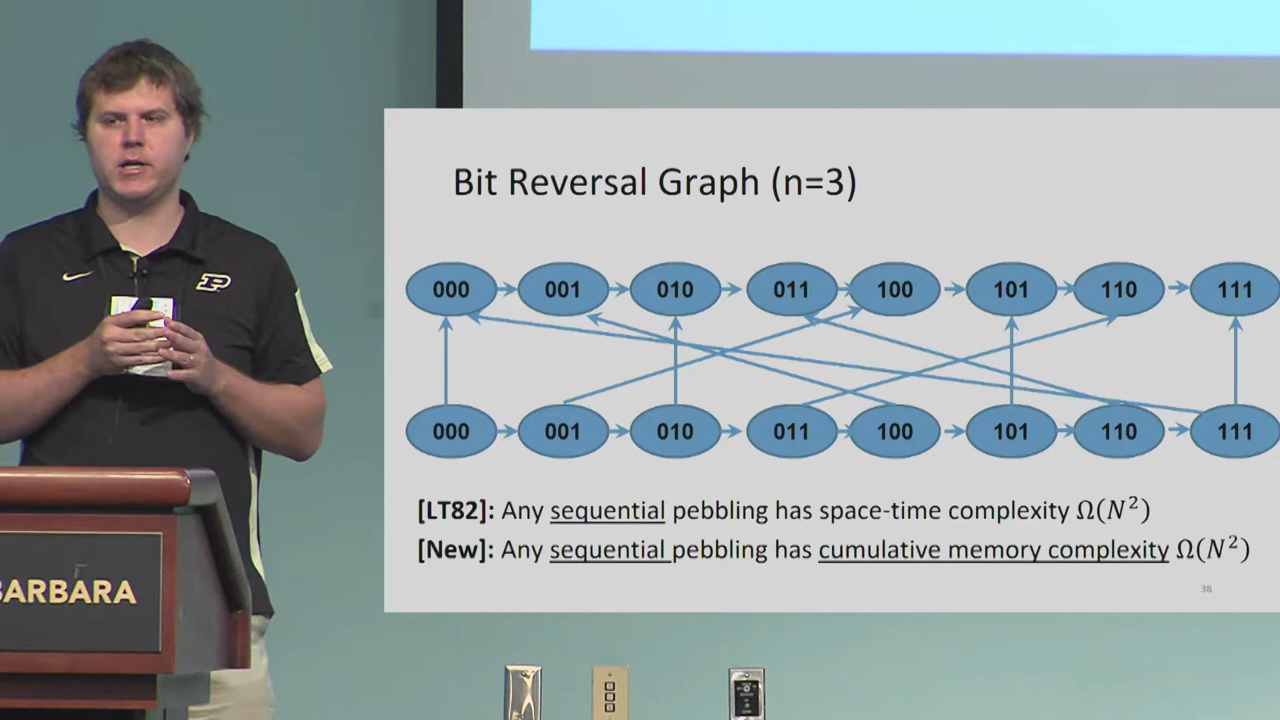 Bit Reversal Graph (n=3)
000 001 010 011 100 101 110 111
000 001 010 011 100 101 110 111
[LT82]: Any sequential pebbling has space-time complexity Ω(N²)
[New]: Any sequential pebbling has cumulative memory complexity Ω(N²)
38
P
BARBARA